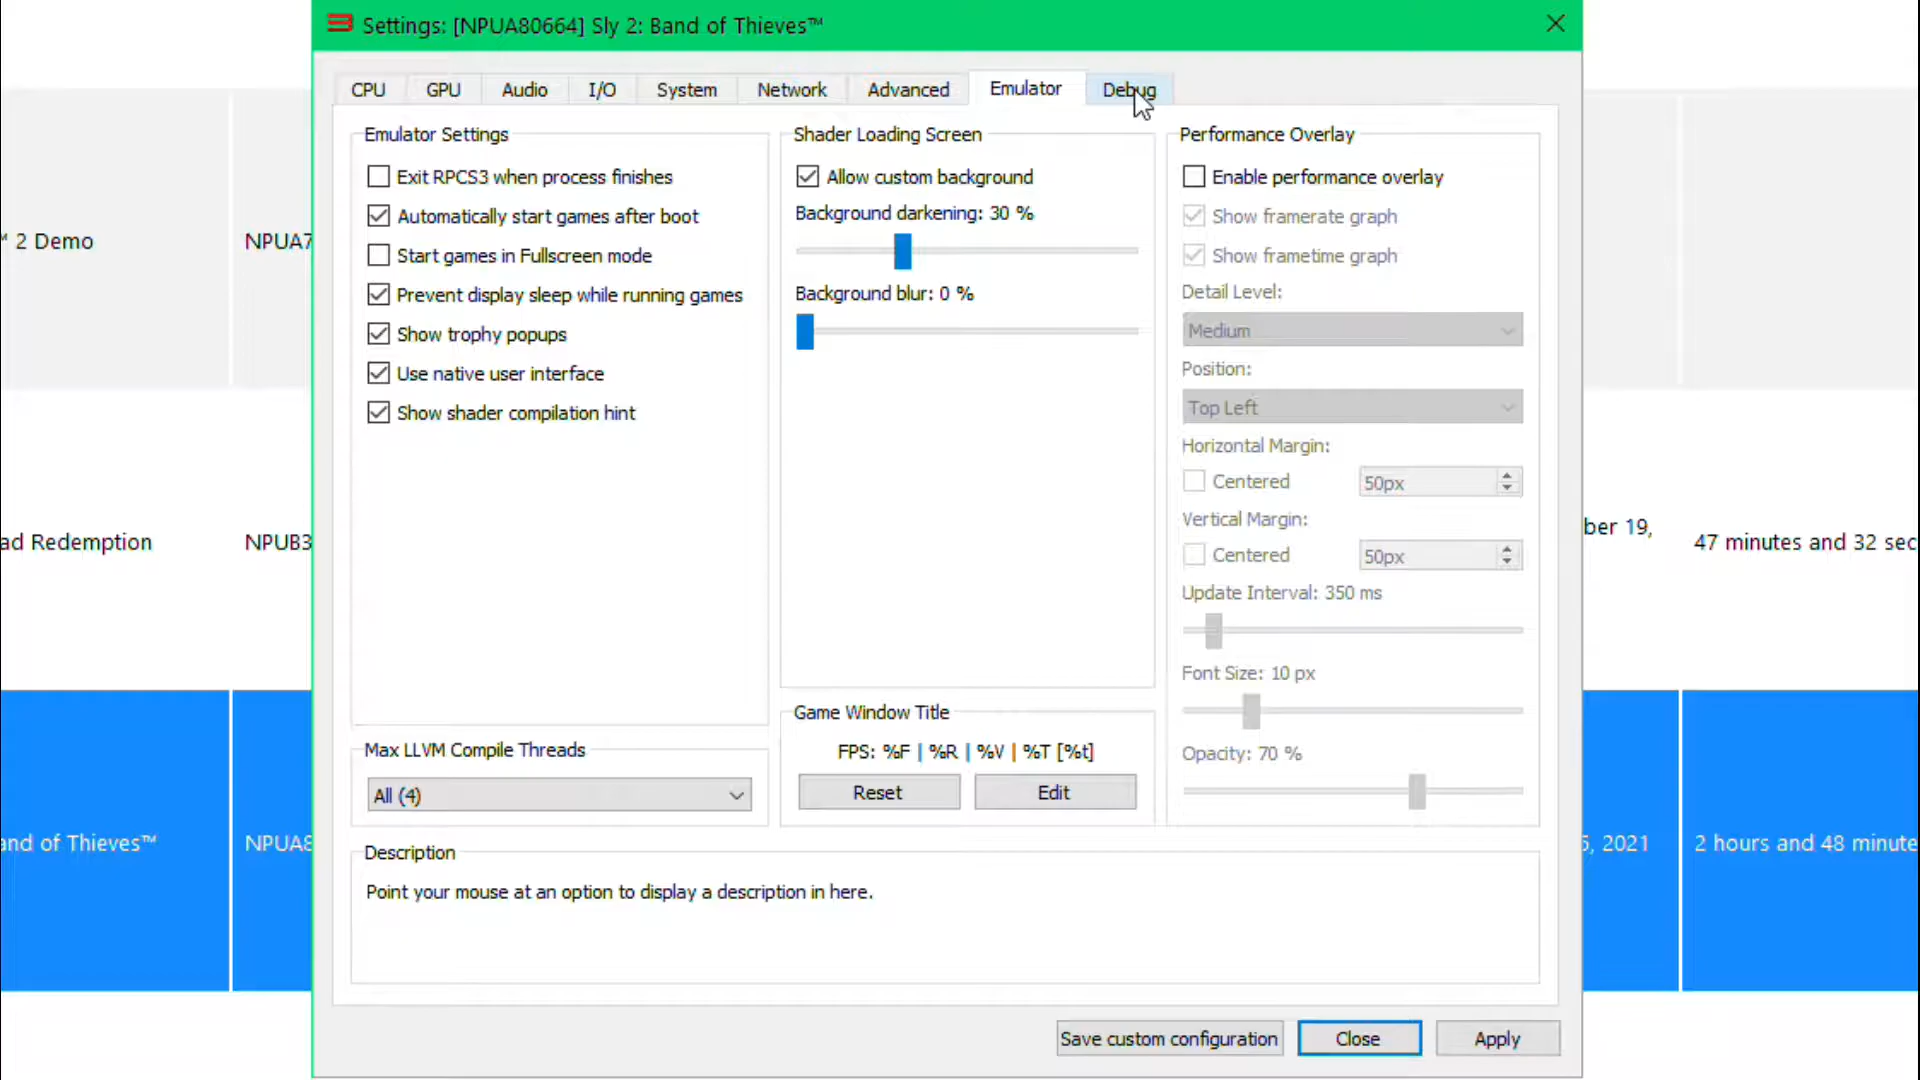 Settings: [NPUA80664] Sly 2: Band of Thieves™
CPU GPU Audio I/O System Network Advanced Emulator Debug
Emulator Settings
Exit RPCS3 when process finishes
Automatically start games after boot
Start games in Fullscreen mode
Prevent display sleep while running games
Show trophy popups
Use native user interface
Show shader compilation hint
Max LLVM Compile Threads
All (4)
Shader Loading Screen
Allow custom background
Background darkening: 30 %
Background blur: 0 %
Game Window Title
FPS: %F | %R | %V | %T [%t]
Reset Edit
Performance Overlay
Enable performance overlay
Show framerate graph
Show frametime graph
Detail Level:
Medium
Position:
Top Left
Horizontal Margin:
Centered 50px
Vertical Margin:
Centered 50px
Update Interval: 350 ms
Font Size: 10 px
Opacity: 70 %
Description
Point your mouse at an option to display a description in here.
Save custom configuration Close Apply
™ 2 Demo NPUA7
ad Redemption NPUB3 ber 19, 47 minutes and 32 sec
and of Thieves™ NPUA8 5, 2021 2 hours and 48 minute